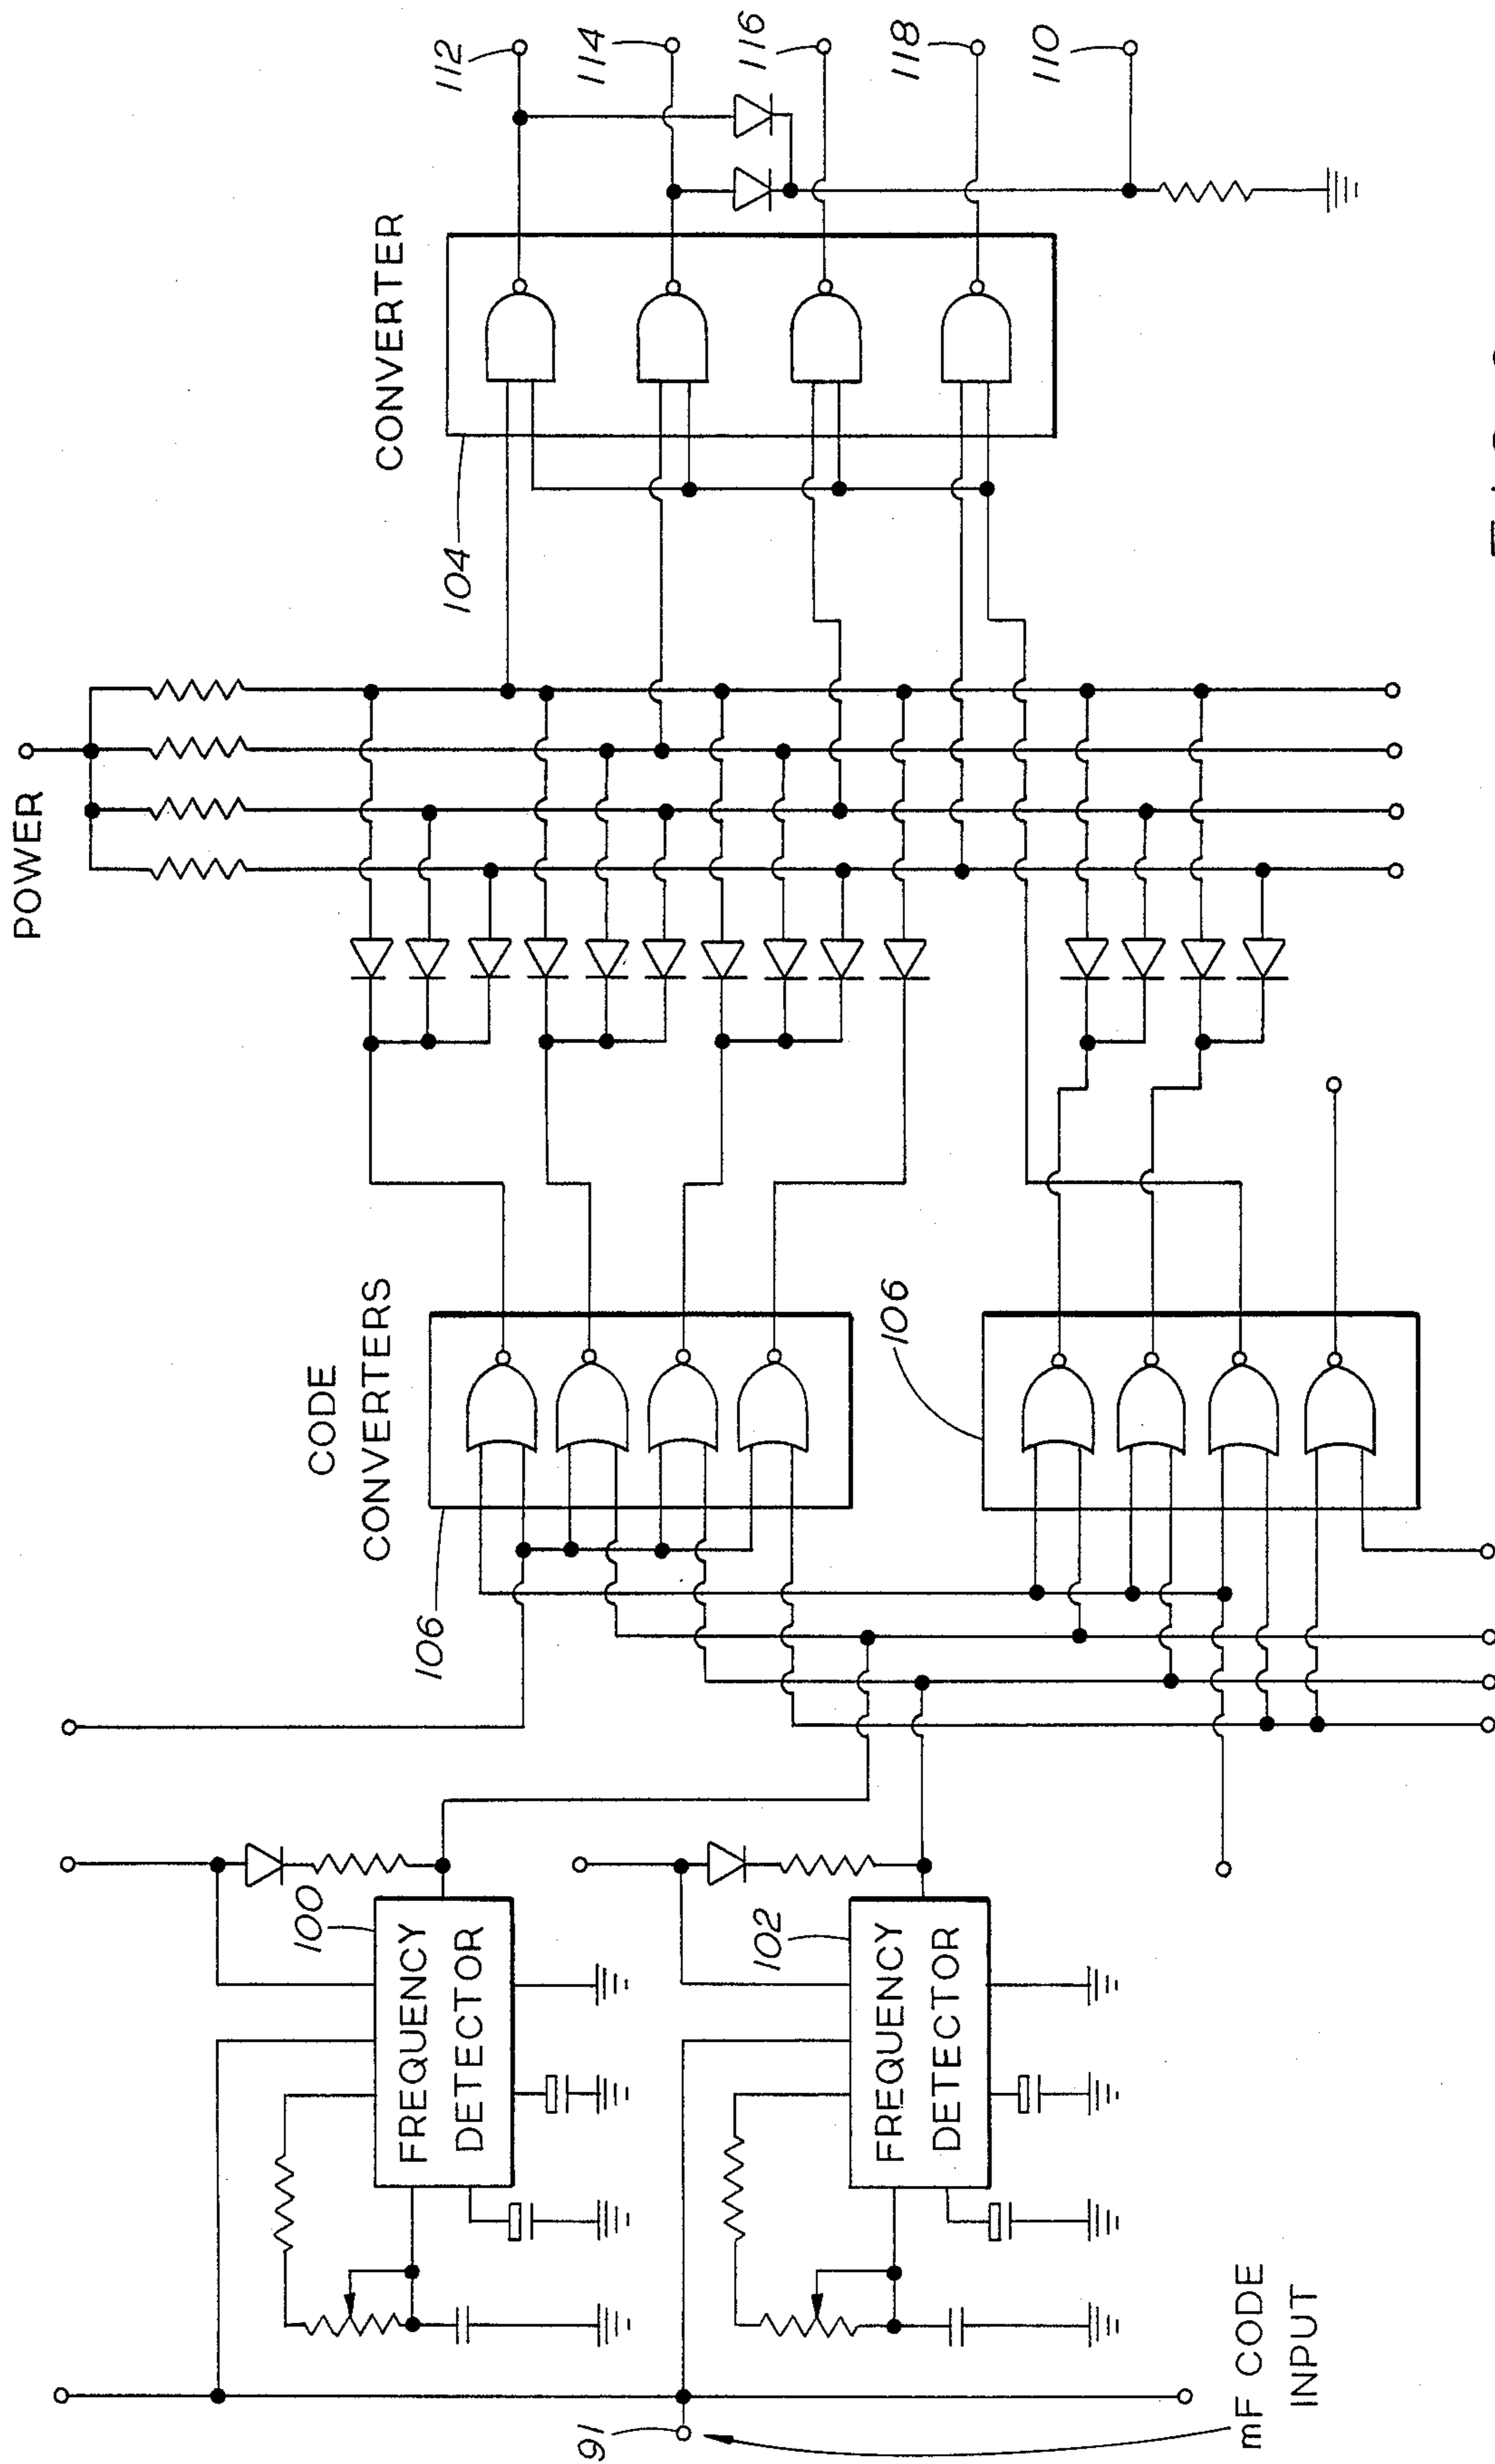 POWER
CONVERTER
104
112
114
116
118
110
CODE
CONVERTERS
106
106
100
FREQUENCY
DETECTOR
102
FREQUENCY
DETECTOR
91
mF CODE
INPUT